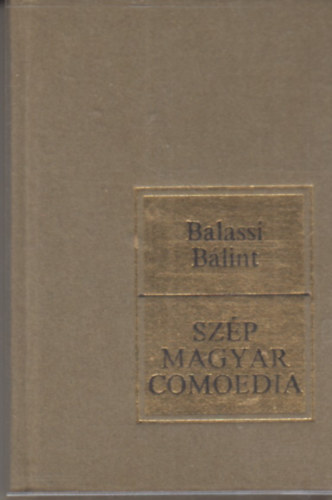 Balassi
Bálint
SZÉP
MAGYAR
COMOEDIA